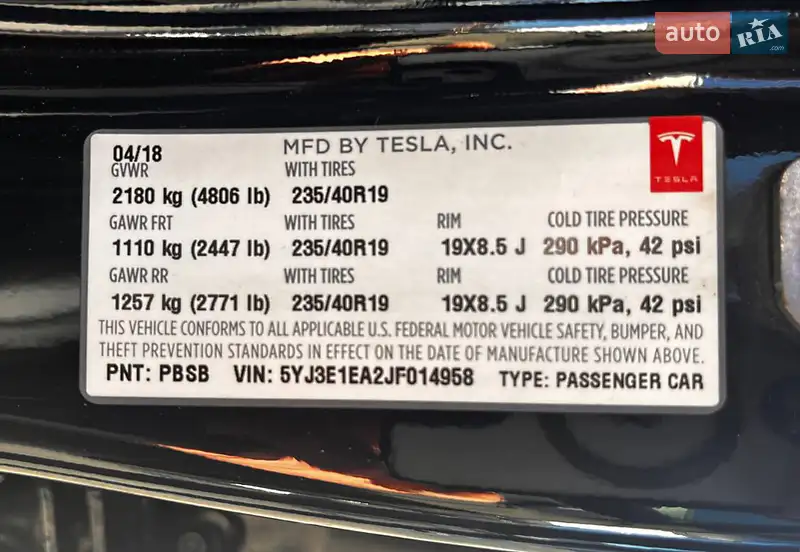 auto RIA .com
04/18 MFD BY TESLA, INC.
GVWR WITH TIRES
2180 kg (4806 lb) 235/40R19
TESLA
GAWR FRT WITH TIRES RIM COLD TIRE PRESSURE
1110 kg (2447 lb) 235/40R19 19X8.5 J 290 kPa, 42 psi
GAWR RR WITH TIRES RIM COLD TIRE PRESSURE
1257 kg (2771 lb) 235/40R19 19X8.5 J 290 kPa, 42 psi
THIS VEHICLE CONFORMS TO ALL APPLICABLE U.S. FEDERAL MOTOR VEHICLE SAFETY, BUMPER, AND
THEFT PREVENTION STANDARDS IN EFFECT ON THE DATE OF MANUFACTURE SHOWN ABOVE.
PNT: PBSB VIN: 5YJ3E1EA2JF014958 TYPE: PASSENGER CAR